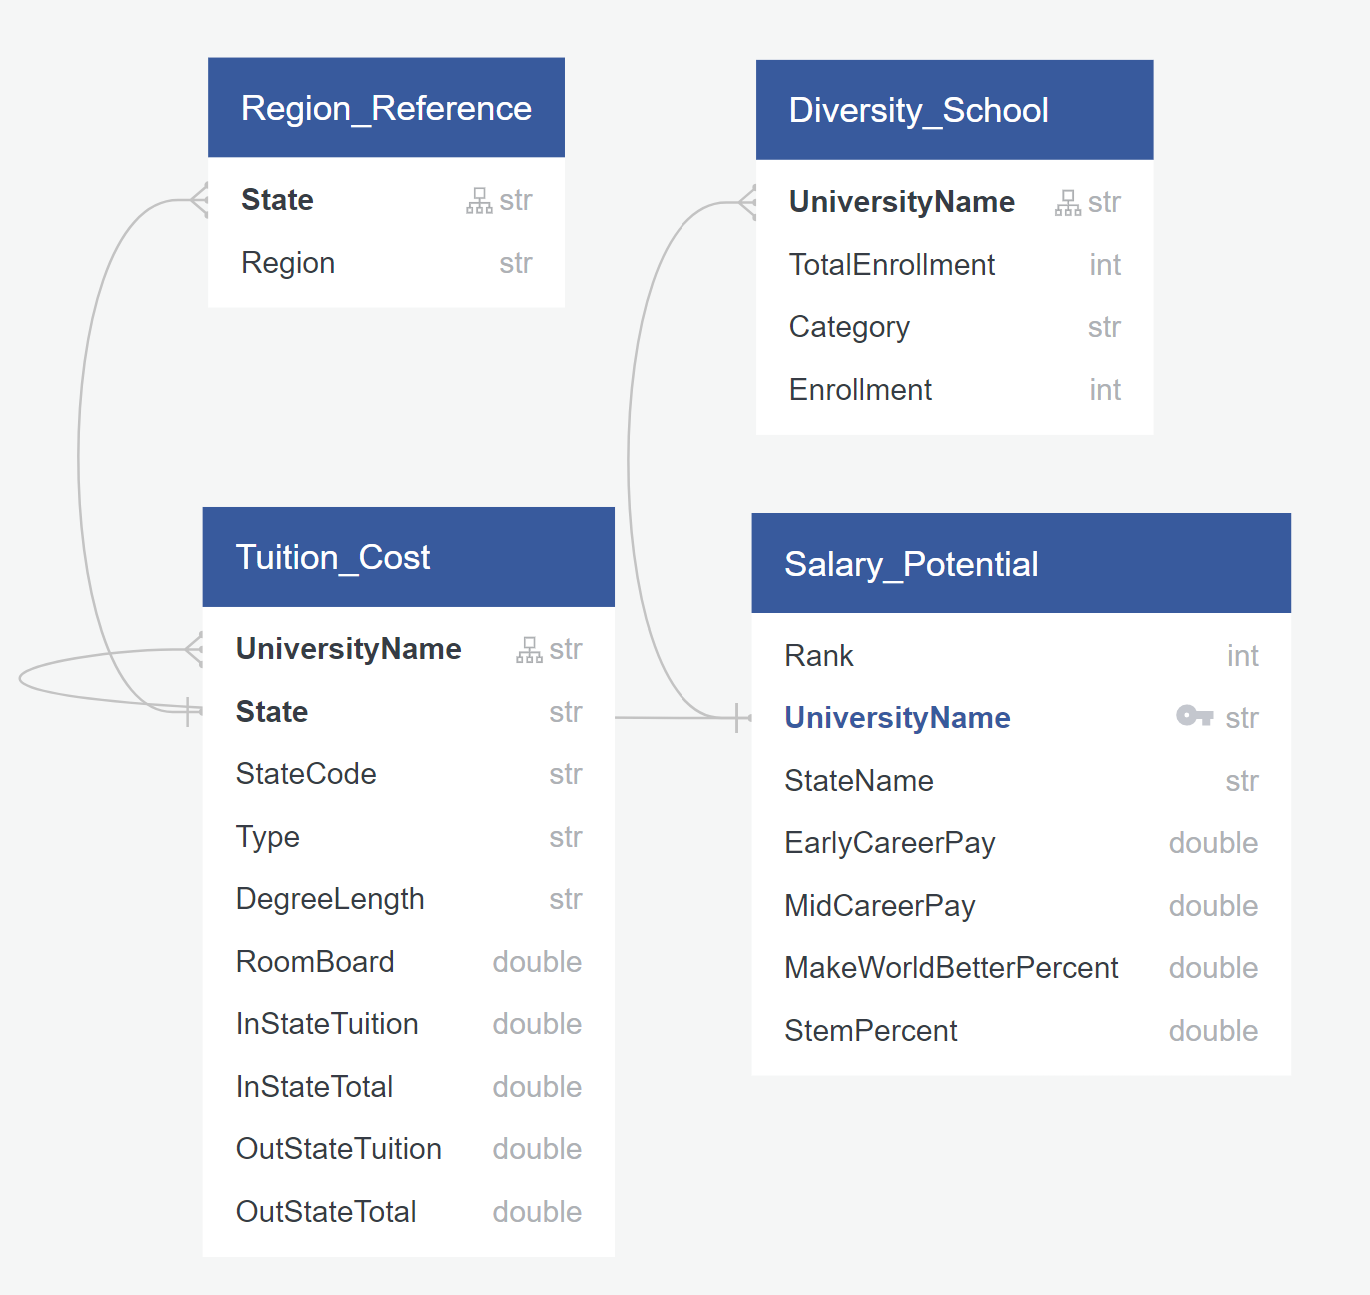 Region_Reference
State str
Region str
Diversity_School
UniversityName str
TotalEnrollment int
Category str
Enrollment int
Tuition_Cost
UniversityName str
State str
StateCode str
Type str
DegreeLength str
RoomBoard double
InStateTuition double
InStateTotal double
OutStateTuition double
OutStateTotal double
Salary_Potential
Rank int
UniversityName str
StateName str
EarlyCareerPay double
MidCareerPay double
MakeWorldBetterPercent double
StemPercent double